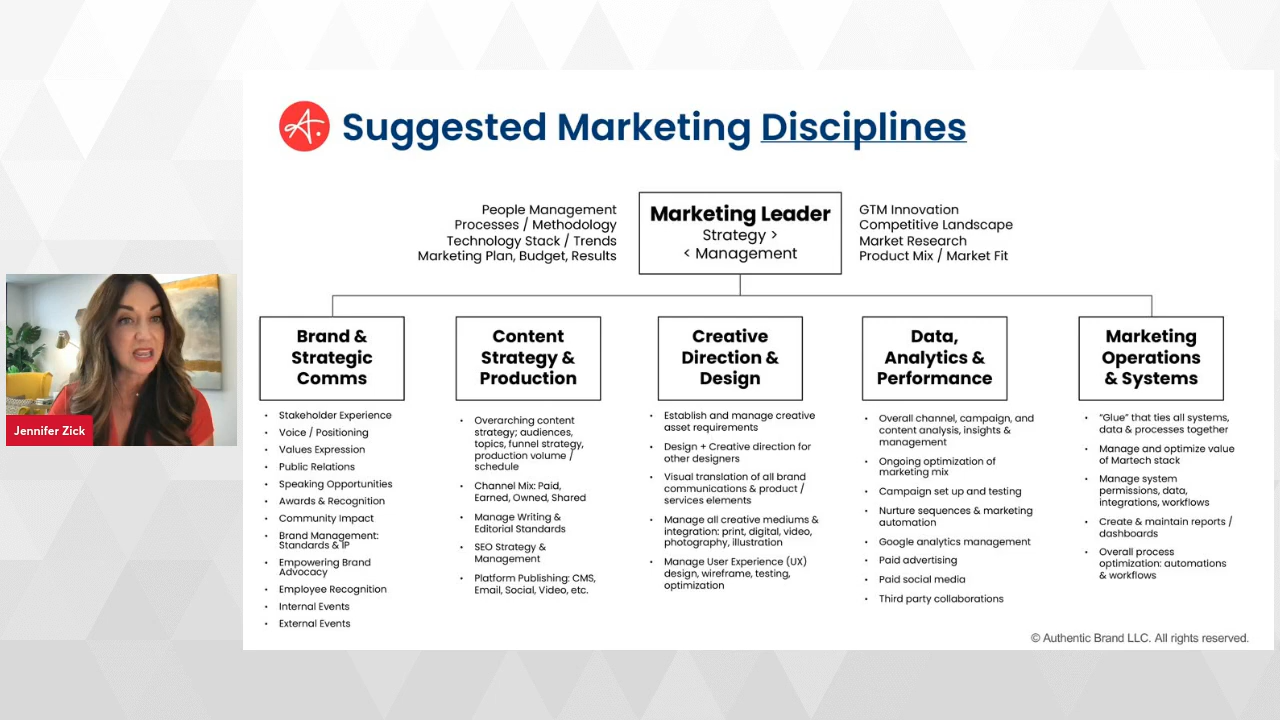 Suggested Marketing Disciplines
People Management
Processes / Methodology
Technology Stack / Trends
Marketing Plan, Budget, Results
Marketing Leader
Strategy >
< Management
GTM Innovation
Competitive Landscape
Market Research
Product Mix / Market Fit
Brand &
Strategic
Comms
• Stakeholder Experience
• Voice / Positioning
• Values Expression
• Public Relations
• Speaking Opportunities
• Awards & Recognition
• Community Impact
• Brand Management:
Standards & IP
• Empowering Brand
Advocacy
• Employee Recognition
• Internal Events
• External Events
Content
Strategy &
Production
• Overarching content
strategy; audiences,
topics, funnel strategy,
production volume /
schedule
• Channel Mix: Paid,
Earned, Owned, Shared
• Manage Writing &
Editorial Standards
• SEO Strategy &
Management
• Platform Publishing: CMS,
Email, Social, Video, etc.
Creative
Direction &
Design
• Establish and manage creative
asset requirements
• Design + Creative direction for
other designers
• Visual translation of all brand
communications & product /
services elements
• Manage all creative mediums &
integration: print, digital, video,
photography, illustration
• Manage User Experience (UX)
design, wireframe, testing,
optimization
Data,
Analytics &
Performance
• Overall channel, campaign, and
content analysis, insights &
management
• Ongoing optimization of
marketing mix
• Campaign set up and testing
• Nurture sequences & marketing
automation
• Google analytics management
• Paid advertising
• Paid social media
• Third party collaborations
Marketing
Operations
& Systems
• “Glue” that ties all systems,
data & processes together
• Manage and optimize value
of Martech stack
• Manage system
permissions, data,
integrations, workflows
• Create & maintain reports /
dashboards
• Overall process
optimization: automations
& workflows
Jennifer Zick
© Authentic Brand LLC. All rights reserved.